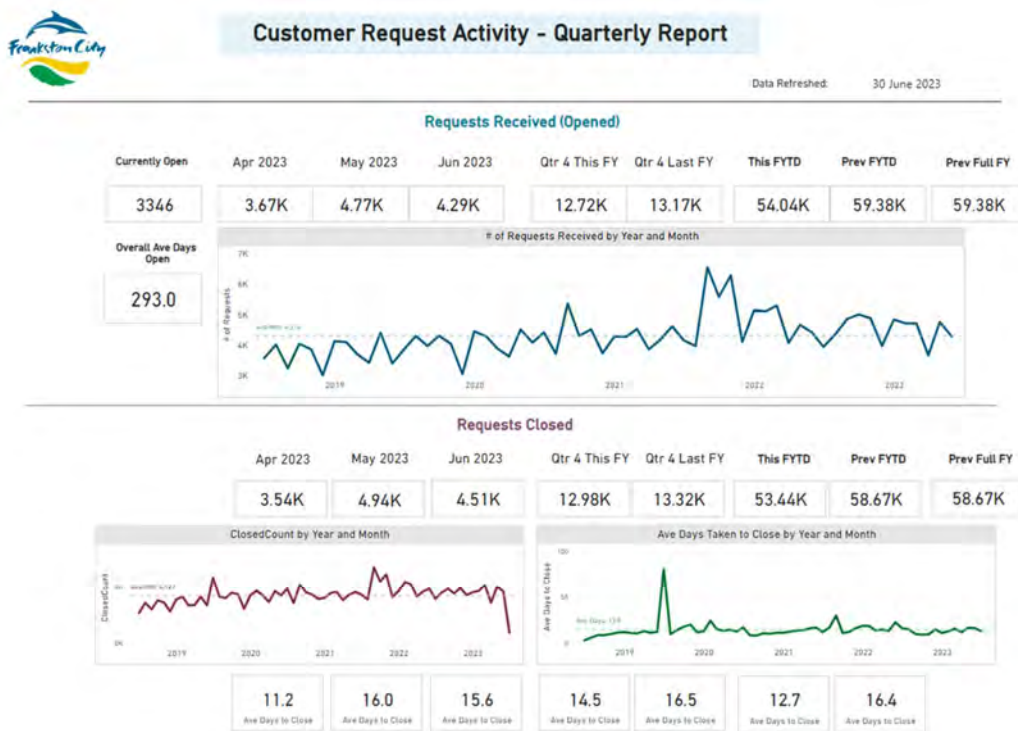 Frankston City
Customer Request Activity - Quarterly Report
Data Refreshed: 30 June 2023
Requests Received (Opened)
Currently Open Apr 2023 May 2023 Jun 2023 Qtr 4 This FY Qtr 4 Last FY This FYTD Prev FYTD Prev Full FY
3346 3.67K 4.77K 4.29K 12.72K 13.17K 54.04K 59.38K 59.38K
Overall Ave Days
Open
293.0
# of Requests Received by Year and Month
# of Requests
7K
6K
5K
4K
3K
2019 2020 2021 2022 2023
Requests Closed
Apr 2023 May 2023 Jun 2023 Qtr 4 This FY Qtr 4 Last FY This FYTD Prev FYTD Prev Full FY
3.54K 4.94K 4.51K 12.98K 13.32K 53.44K 58.67K 58.67K
ClosedCount by Year and Month
ClosedCount
2019 2020 2021 2022 2023
Ave Days Taken to Close by Year and Month
Ave Days to Close
100
50
0
2019 2020 2021 2022 2023
11.2 16.0 15.6 14.5 16.5 12.7 16.4
Ave Days to Close Ave Days to Close Ave Days to Close Ave Days to Close Ave Days to Close Ave Days to Close Ave Days to Close